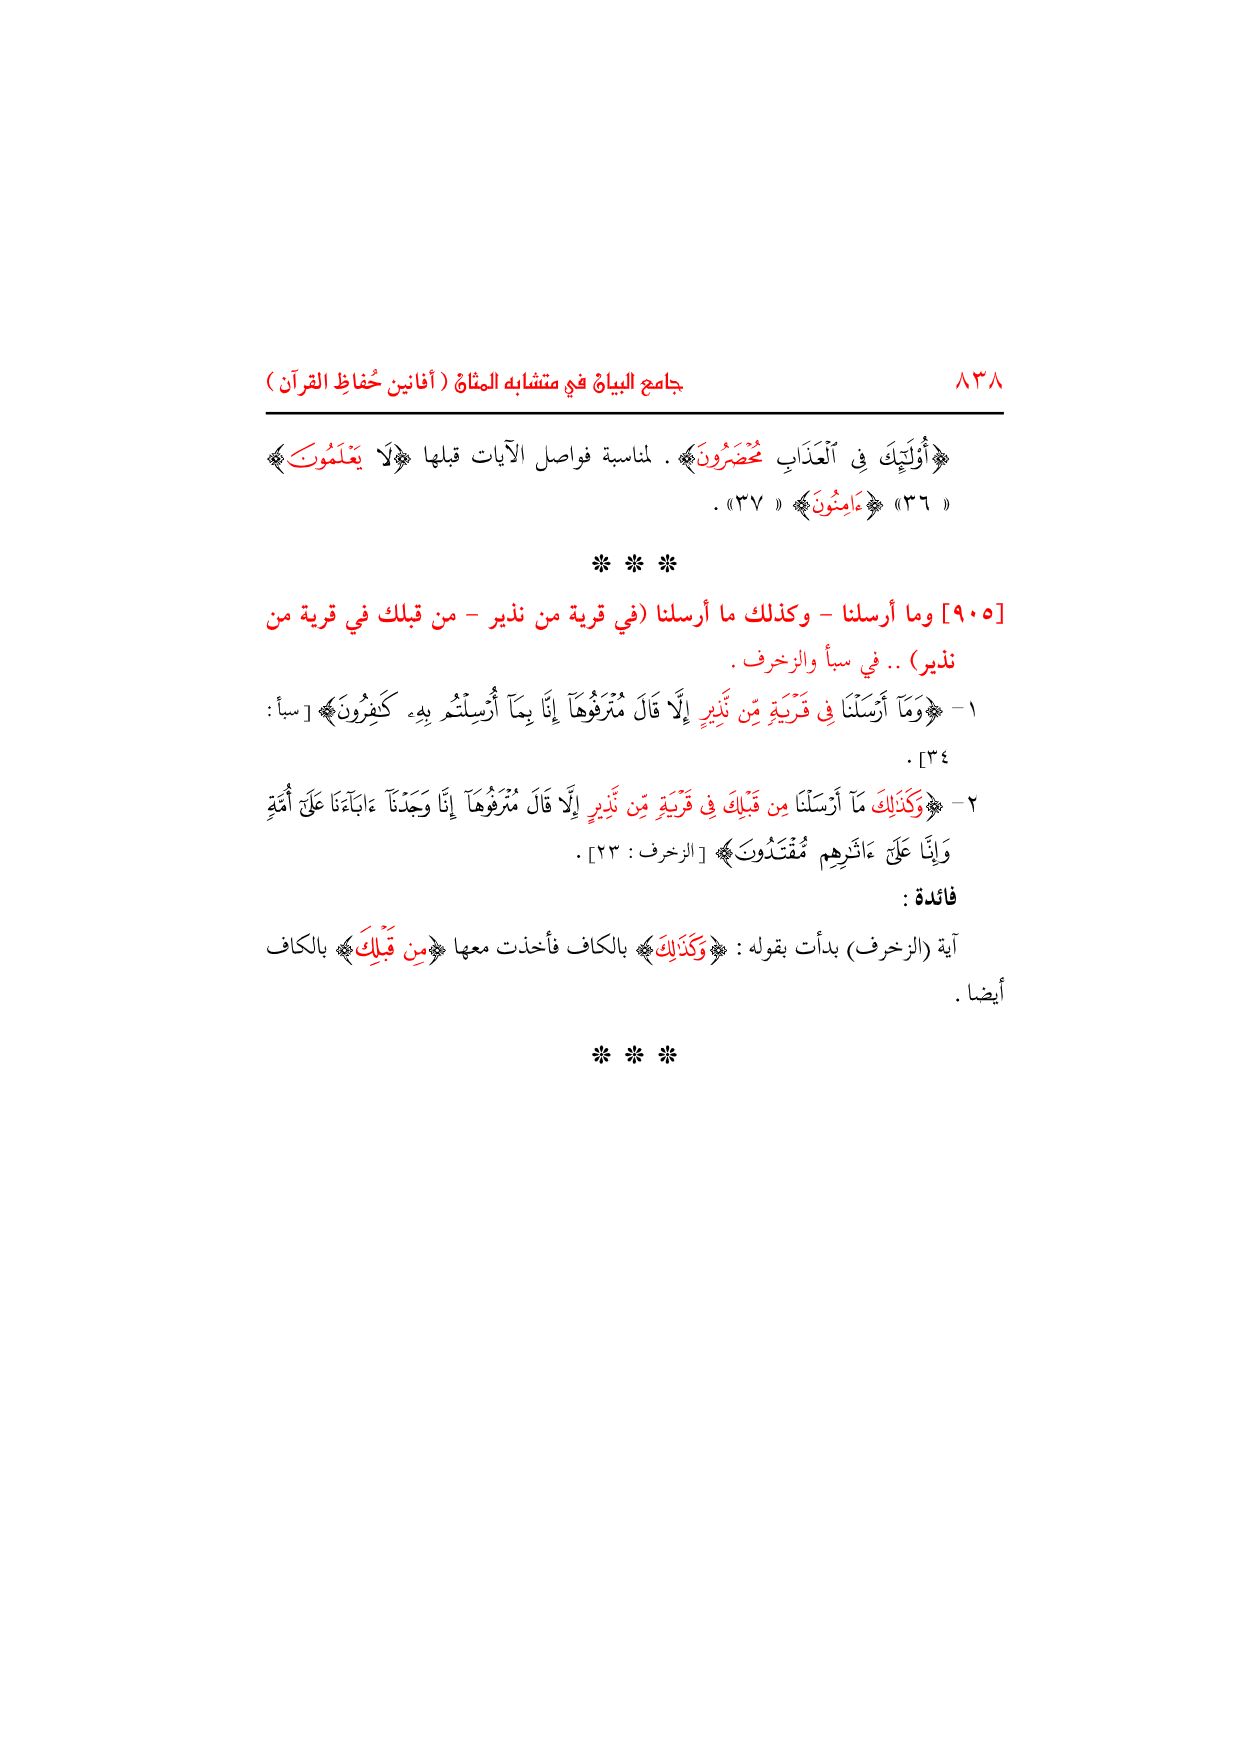 ٨٣٨ جامع البيان في متشابه المثان ( أفانين حُفاظِ القرآن )
﴿أُوْلَٰٓئِكَ فِى ٱلْعَذَابِ مُحْضَرُونَ﴾ . لمناسبة فواصل الآيات قبلها ﴿لَا يَعْلَمُونَ﴾
« ٣٦» ﴿ءَامِنُونَ﴾ « ٣٧» .
❋ ❋ ❋
[٩٠٥] وما أرسلنا – وكذلك ما أرسلنا (في قرية من نذير – من قبلك في قرية من
نذير) .. في سبأ والزخرف .
١- ﴿وَمَآ أَرْسَلْنَا فِى قَرْيَةٍ مِّن نَّذِيرٍ إِلَّا قَالَ مُتْرَفُوهَآ إِنَّا بِمَآ أُرْسِلْتُم بِهِۦ كَٰفِرُونَ﴾ [ سبأ :
٣٤] .
٢- ﴿وَكَذَٰلِكَ مَآ أَرْسَلْنَا مِن قَبْلِكَ فِى قَرْيَةٍ مِّن نَّذِيرٍ إِلَّا قَالَ مُتْرَفُوهَآ إِنَّا وَجَدْنَآ ءَابَآءَنَا عَلَىٰٓ أُمَّةٍ
وَإِنَّا عَلَىٰٓ ءَاثَٰرِهِم مُّقْتَدُونَ﴾ [ الزخرف : ٢٣] .
فائدة :
آية (الزخرف) بدأت بقوله : ﴿وَكَذَٰلِكَ﴾ بالكاف فأخذت معها ﴿مِن قَبْلِكَ﴾ بالكاف
أيضا .
❋ ❋ ❋